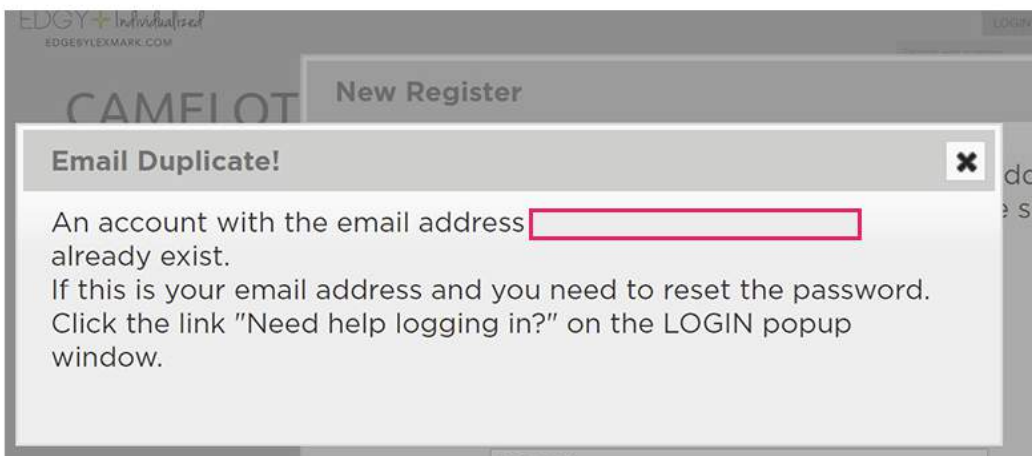 EDGY + Individualized
EDGEBYLEXMARK.COM
LOGIN
CAMELOT
New Register
Email Duplicate!
An account with the email address
already exist.
If this is your email address and you need to reset the password.
Click the link "Need help logging in?" on the LOGIN popup
window.